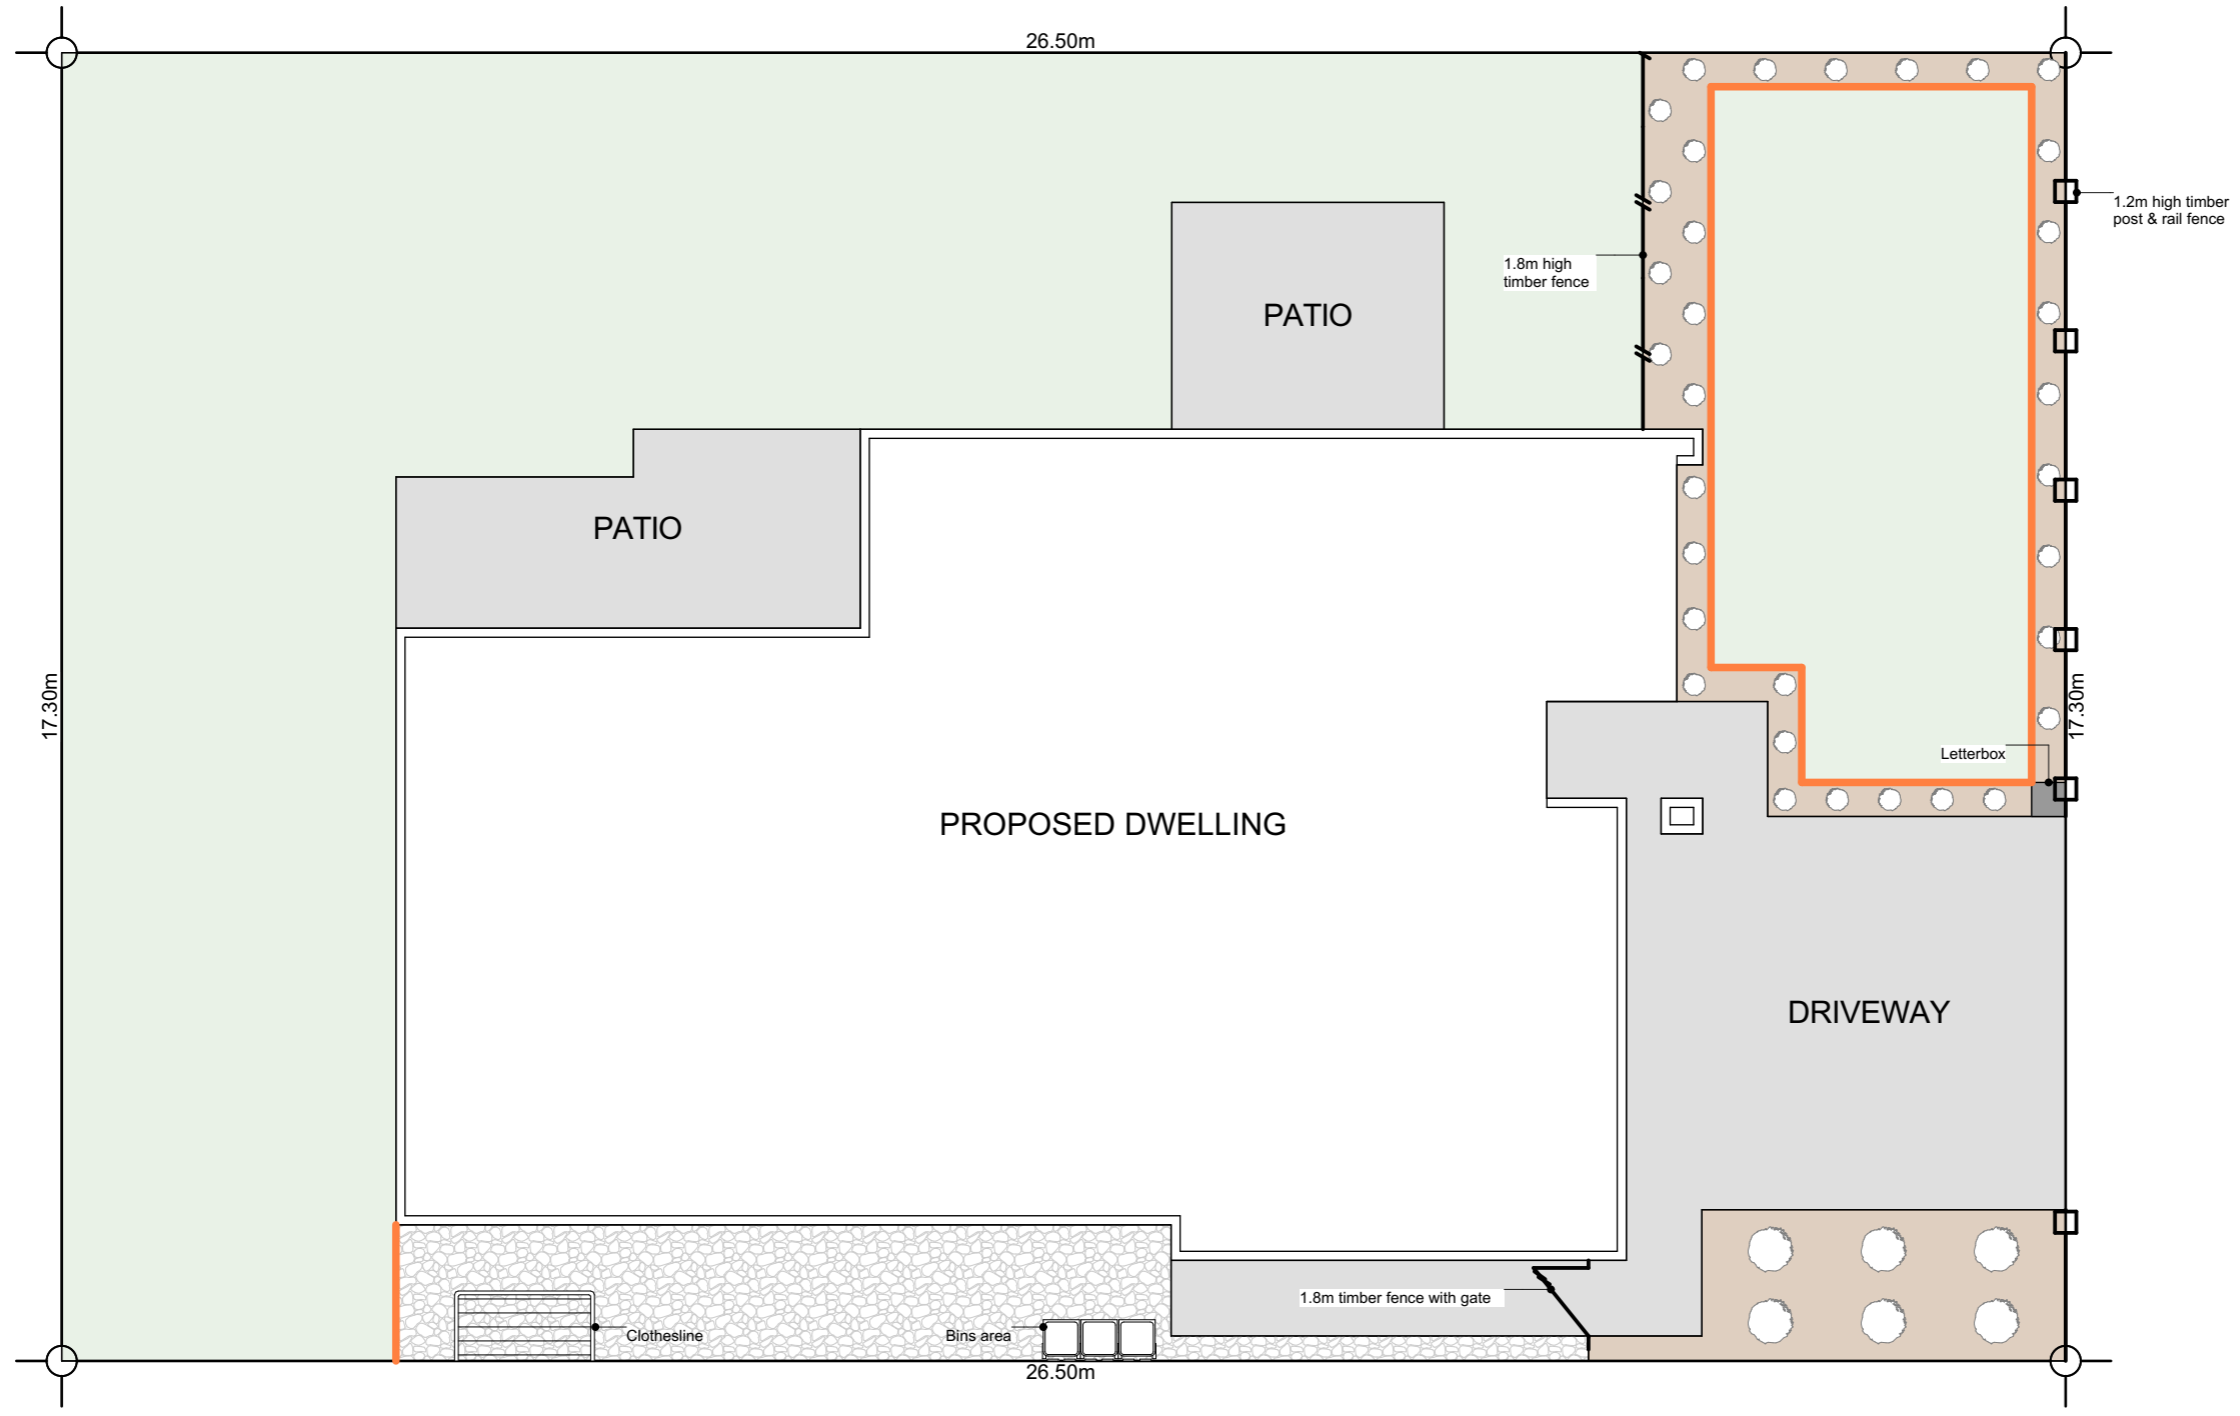 26.50m
1.2m high timber
post & rail fence
1.8m high
timber fence
PATIO
PATIO
17.30m
17.30m
Letterbox
PROPOSED DWELLING
DRIVEWAY
1.8m timber fence with gate
Clothesline
Bins area
26.50m